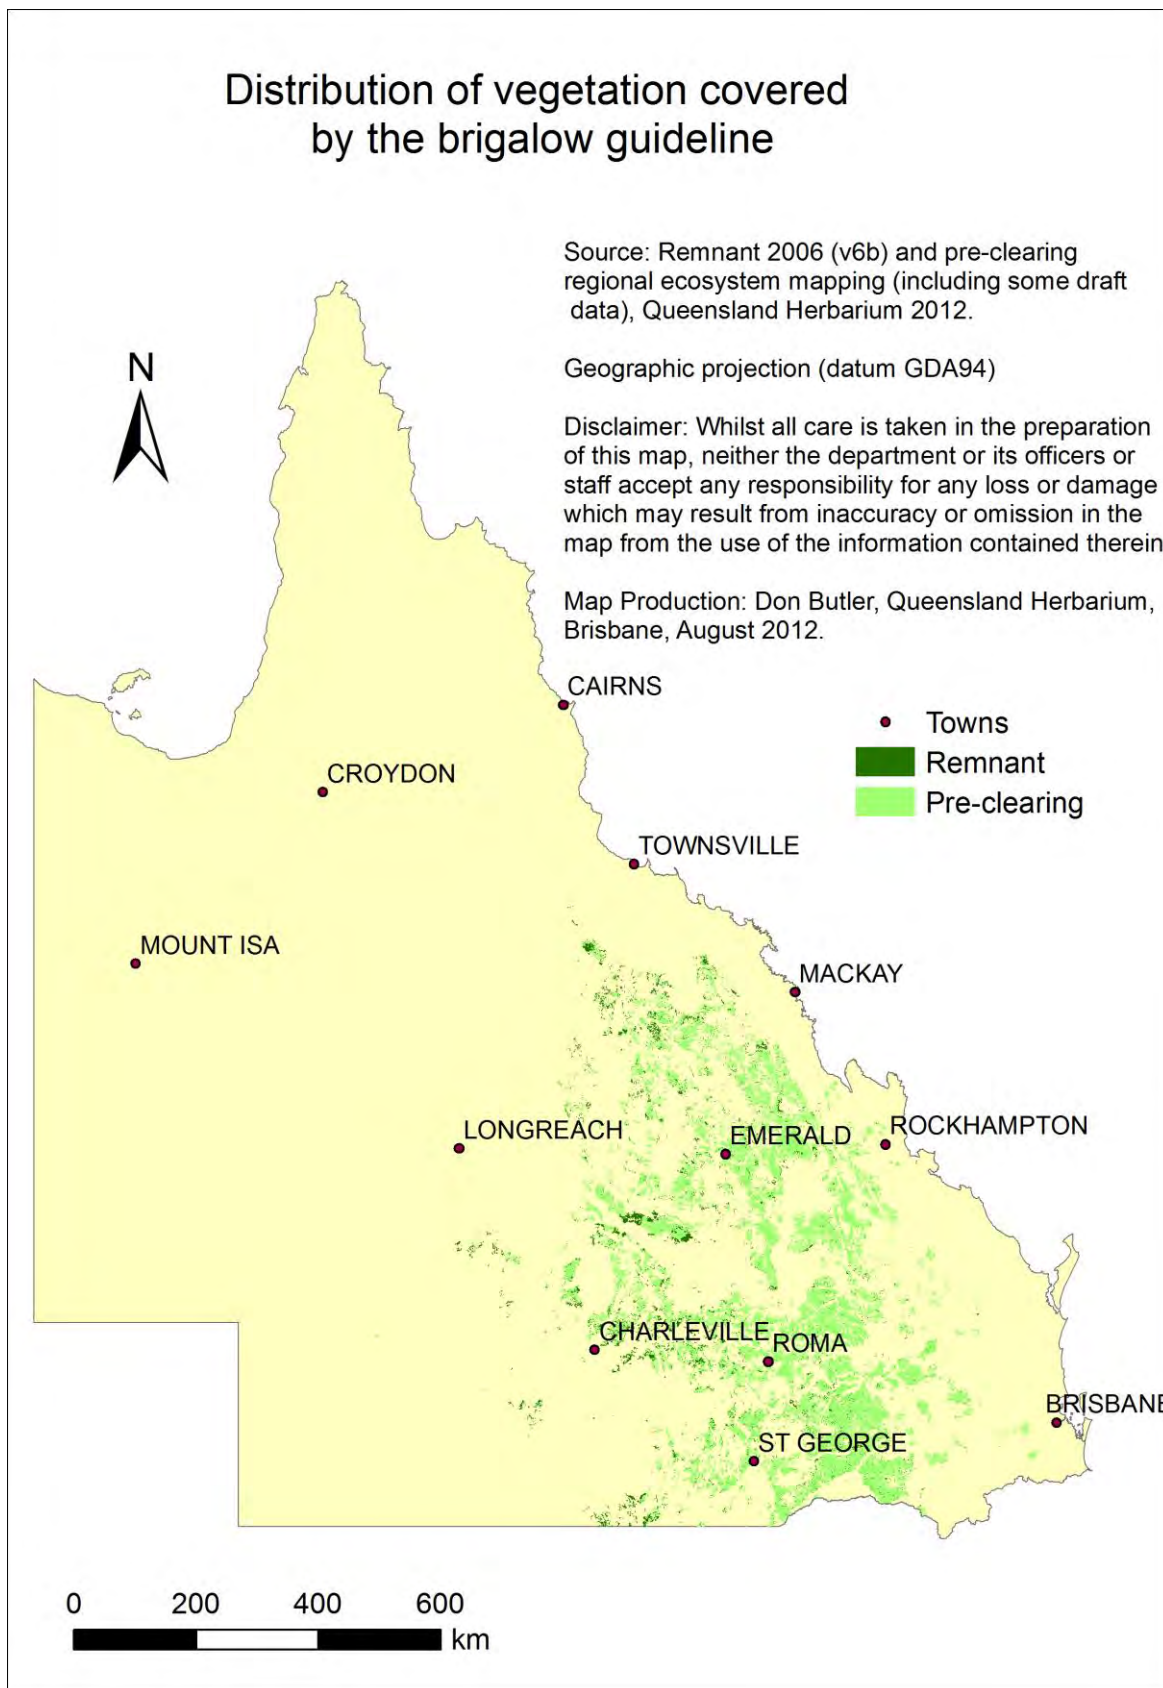 Distribution of vegetation covered
by the brigalow guideline
Source: Remnant 2006 (v6b) and pre-clearing
regional ecosystem mapping (including some draft
data), Queensland Herbarium 2012.
Geographic projection (datum GDA94)
Disclaimer: Whilst all care is taken in the preparation
of this map, neither the department or its officers or
staff accept any responsibility for any loss or damage
which may result from inaccuracy or omission in the
map from the use of the information contained therein
Map Production: Don Butler, Queensland Herbarium,
Brisbane, August 2012.
N
CAIRNS
Towns
Remnant
Pre-clearing
CROYDON
TOWNSVILLE
MOUNT ISA
MACKAY
LONGREACH
EMERALD
ROCKHAMPTON
CHARLEVILLE
ROMA
BRISBANE
ST GEORGE
0 200 400 600
km